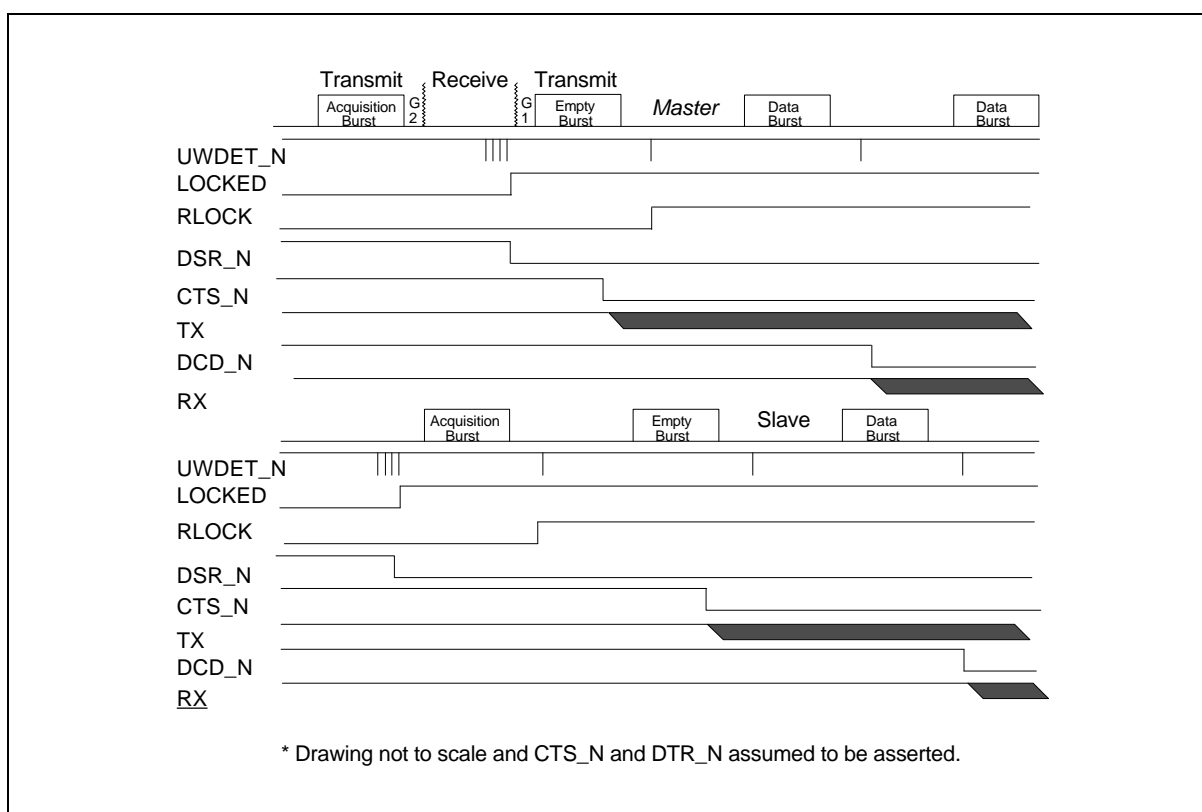 Transmit Receive Transmit
Acquisition Burst G2 G1 Empty Burst Master Data Burst Data Burst
UWDET_N
LOCKED
RLOCK
DSR_N
CTS_N
TX
DCD_N
RX
Acquisition Burst Empty Burst Slave Data Burst
UWDET_N
LOCKED
RLOCK
DSR_N
CTS_N
TX
DCD_N
RX
* Drawing not to scale and CTS_N and DTR_N assumed to be asserted.